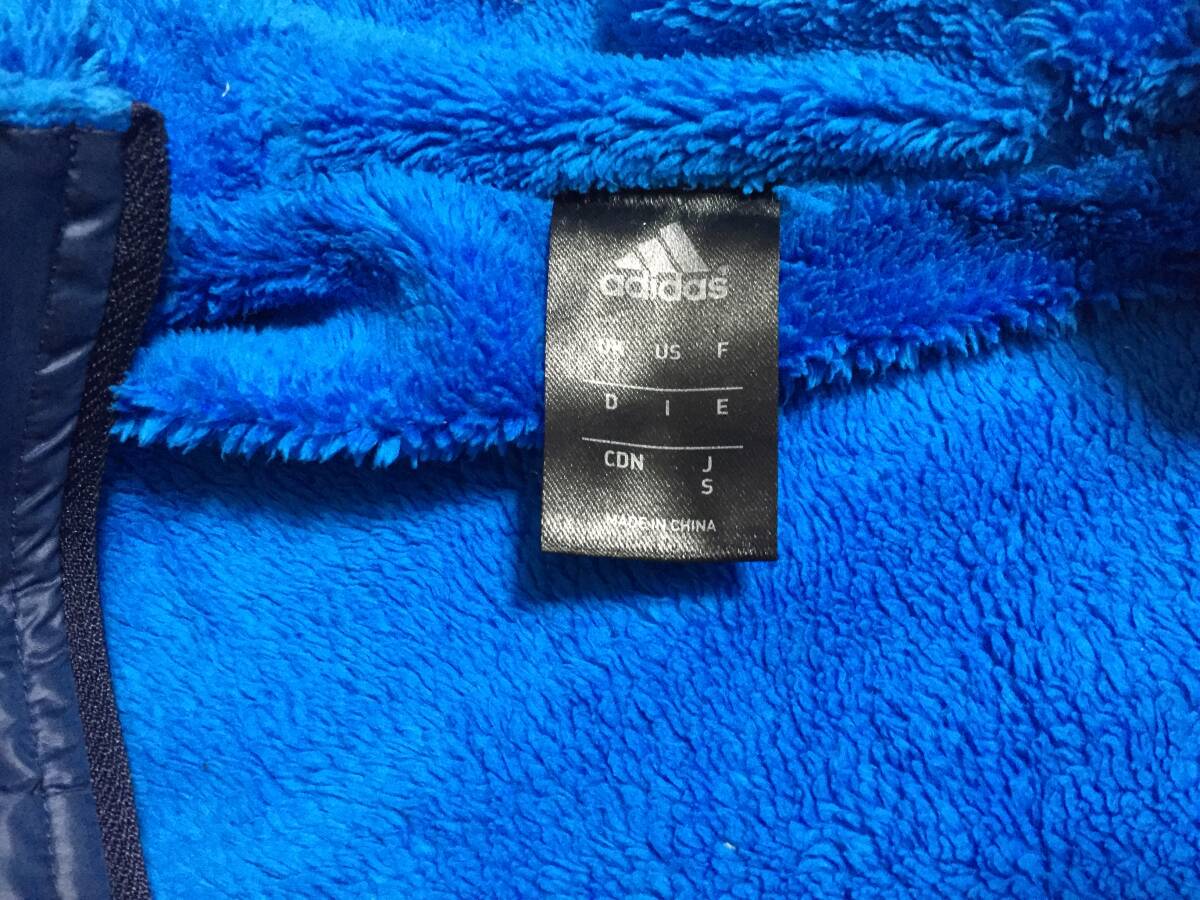 adidas
UK US F
D I E
CDN J
S
MADE IN CHINA